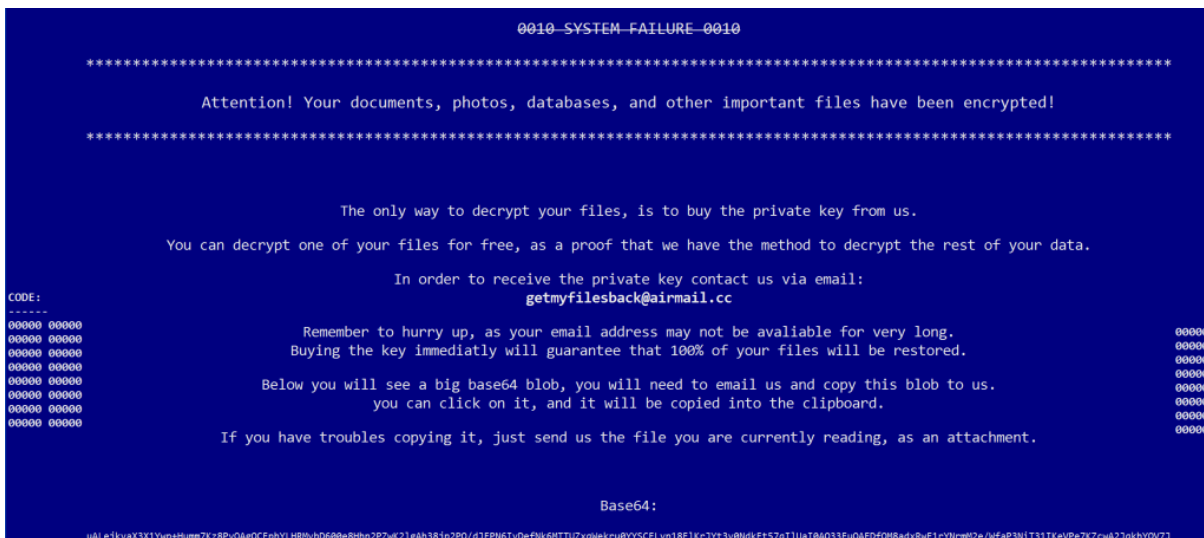 0010 SYSTEM FAILURE 0010
*********************************************************************************************************************
Attention! Your documents, photos, databases, and other important files have been encrypted!
*********************************************************************************************************************
The only way to decrypt your files, is to buy the private key from us.
You can decrypt one of your files for free, as a proof that we have the method to decrypt the rest of your data.
In order to receive the private key contact us via email:
getmyfilesback@airmail.cc
Remember to hurry up, as your email address may not be avaliable for very long.
Buying the key immediatly will guarantee that 100% of your files will be restored.
Below you will see a big base64 blob, you will need to email us and copy this blob to us.
you can click on it, and it will be copied into the clipboard.
If you have troubles copying it, just send us the file you are currently reading, as an attachment.
CODE:
------
00000 00000
00000 00000
00000 00000
00000 00000
00000 00000
00000 00000
00000 00000
00000 00000
0000
0000
0000
0000
0000
0000
0000
0000
Base64: